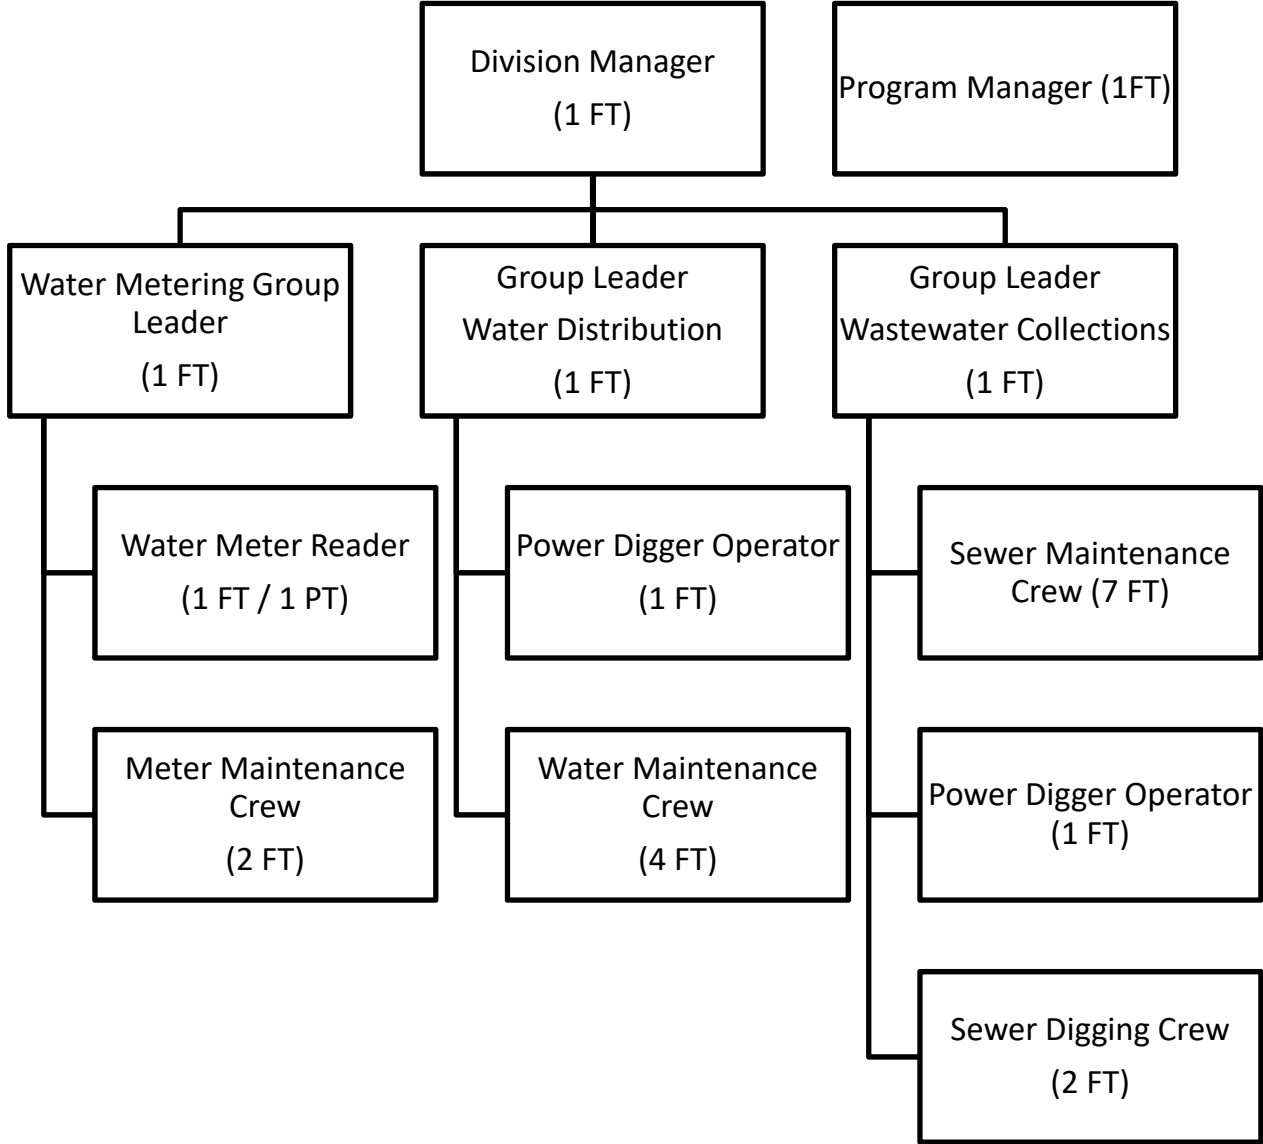 Division Manager
(1 FT)
Program Manager (1FT)
Water Metering Group
Leader
(1 FT)
Group Leader
Water Distribution
(1 FT)
Group Leader
Wastewater Collections
(1 FT)
Water Meter Reader
(1 FT / 1 PT)
Power Digger Operator
(1 FT)
Sewer Maintenance
Crew (7 FT)
Meter Maintenance
Crew
(2 FT)
Water Maintenance
Crew
(4 FT)
Power Digger Operator
(1 FT)
Sewer Digging Crew
(2 FT)